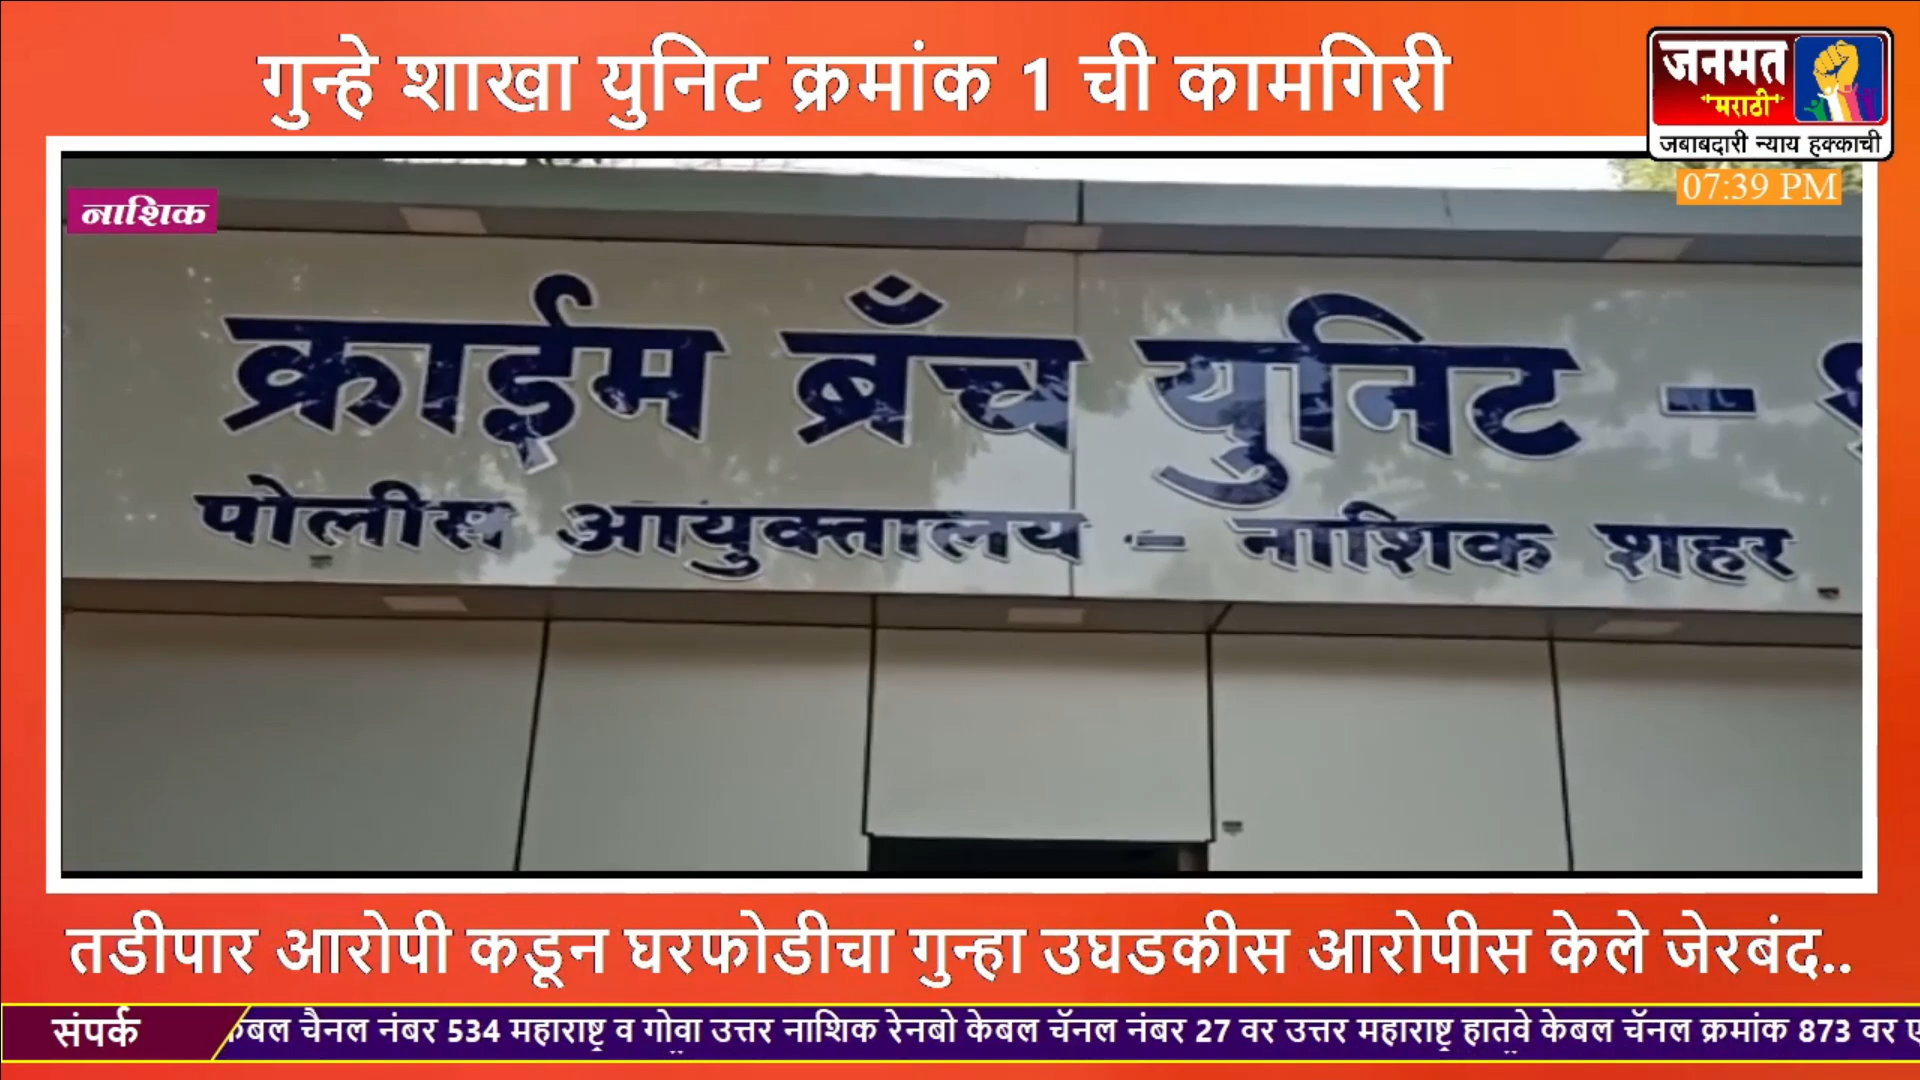 गुन्हे शाखा युनिट क्रमांक 1 ची कामगिरी
जनमत
मराठी
जबाबदारी न्याय हक्काची
07:39 PM
नाशिक
क्राईम ब्रँच युनिट -
पोलीस आयुक्तालय - नाशिक शहर
तडीपार आरोपी कडून घरफोडीचा गुन्हा उघडकीस आरोपीस केले जेरबंद..
संपर्क
चैनल नंबर 534 महाराष्ट्र व गोवा उत्तर नाशिक रेनबो केबल चॅनल नंबर 27 वर उत्तर महाराष्ट्र हातवे केबल चॅनल क्रमांक 873 वर